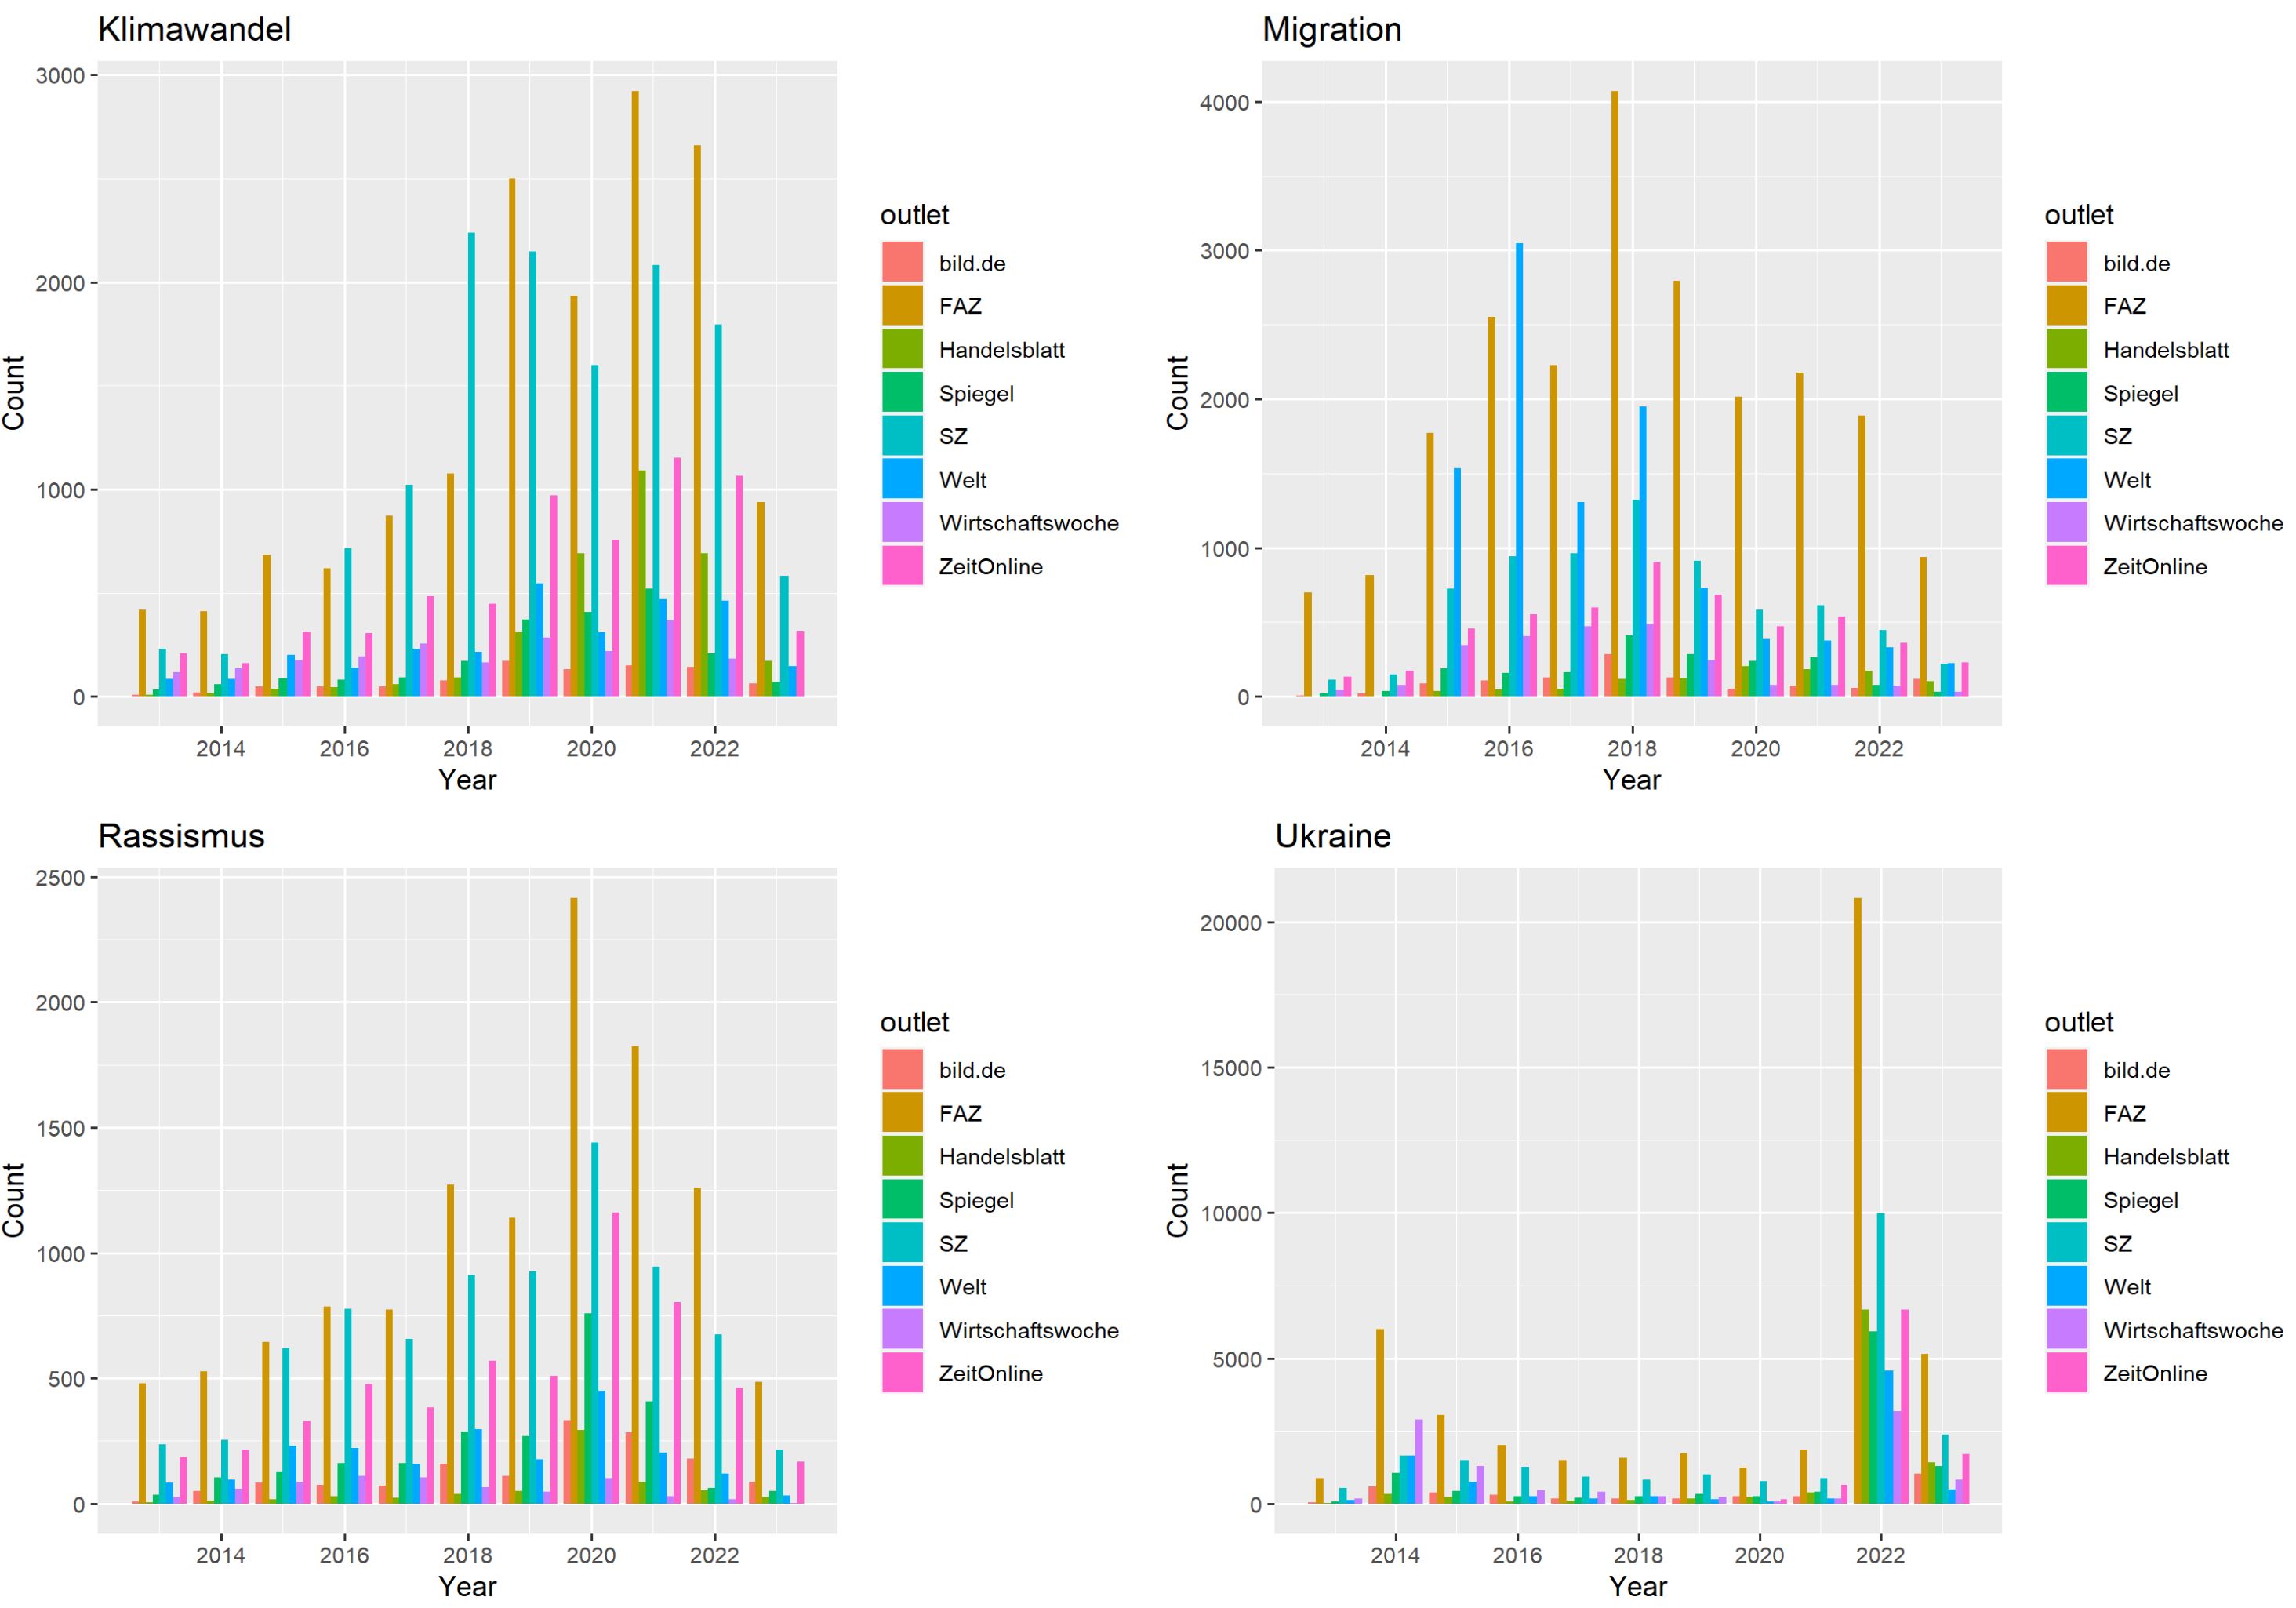 Klimawandel
3000
2000
1000
0
Count
2014 2016 2018 2020 2022
Year
outlet
bild.de
FAZ
Handelsblatt
Spiegel
SZ
Welt
Wirtschaftswoche
ZeitOnline
Migration
4000
3000
2000
1000
0
Count
2014 2016 2018 2020 2022
Year
outlet
bild.de
FAZ
Handelsblatt
Spiegel
SZ
Welt
Wirtschaftswoche
ZeitOnline
Rassismus
2500
2000
1500
1000
500
0
Count
2014 2016 2018 2020 2022
Year
outlet
bild.de
FAZ
Handelsblatt
Spiegel
SZ
Welt
Wirtschaftswoche
ZeitOnline
Ukraine
20000
15000
10000
5000
0
Count
2014 2016 2018 2020 2022
Year
outlet
bild.de
FAZ
Handelsblatt
Spiegel
SZ
Welt
Wirtschaftswoche
ZeitOnline